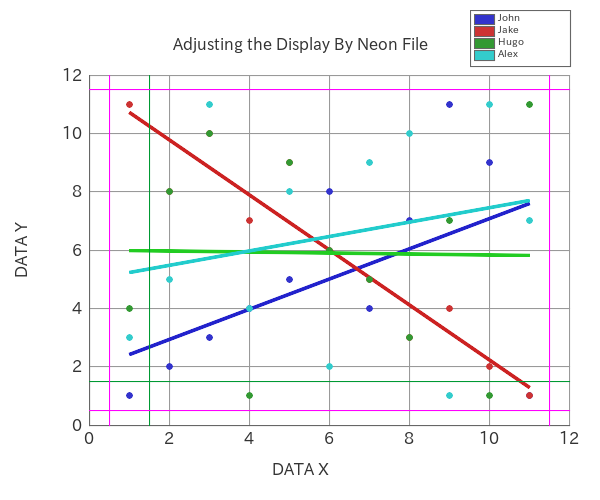 John
Jake
Hugo
Alex
Adjusting the Display By Neon File
12
10
8
6
4
2
0
0 2 4 6 8 10 12
DATA Y
DATA X